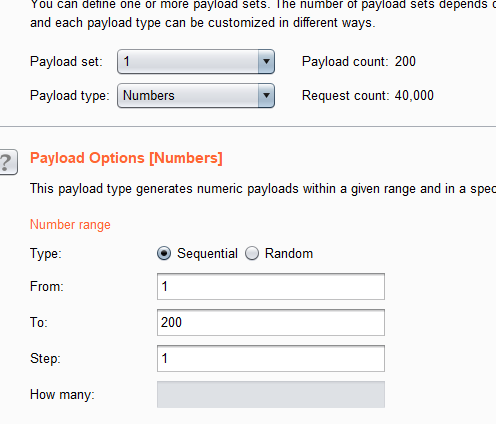 You can define one or more payload sets. The number of payload sets depends
and each payload type can be customized in different ways.
Payload set: 1 Payload count: 200
Payload type: Numbers Request count: 40,000
? Payload Options [Numbers]
This payload type generates numeric payloads within a given range and in a spec
Number range
Type: Sequential Random
From: 1
To: 200
Step: 1
How many: